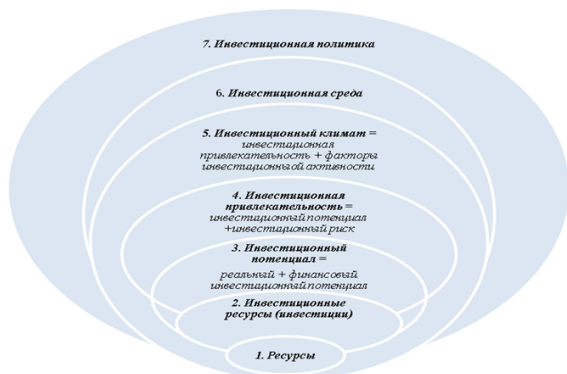 7. Инвестиционная политика
6. Инвестиционная среда
5. Инвестиционный климат =
инвестиционная
привлекательность + факторы
инвестиционной активности
4. Инвестиционная
привлекательность =
инвестиционный потенциал
+инвестиционный риск
3. Инвестиционный
потенциал =
реальный + финансовый
инвестиционный потенциал
2. Инвестиционные
ресурсы (инвестиции)
1. Ресурсы